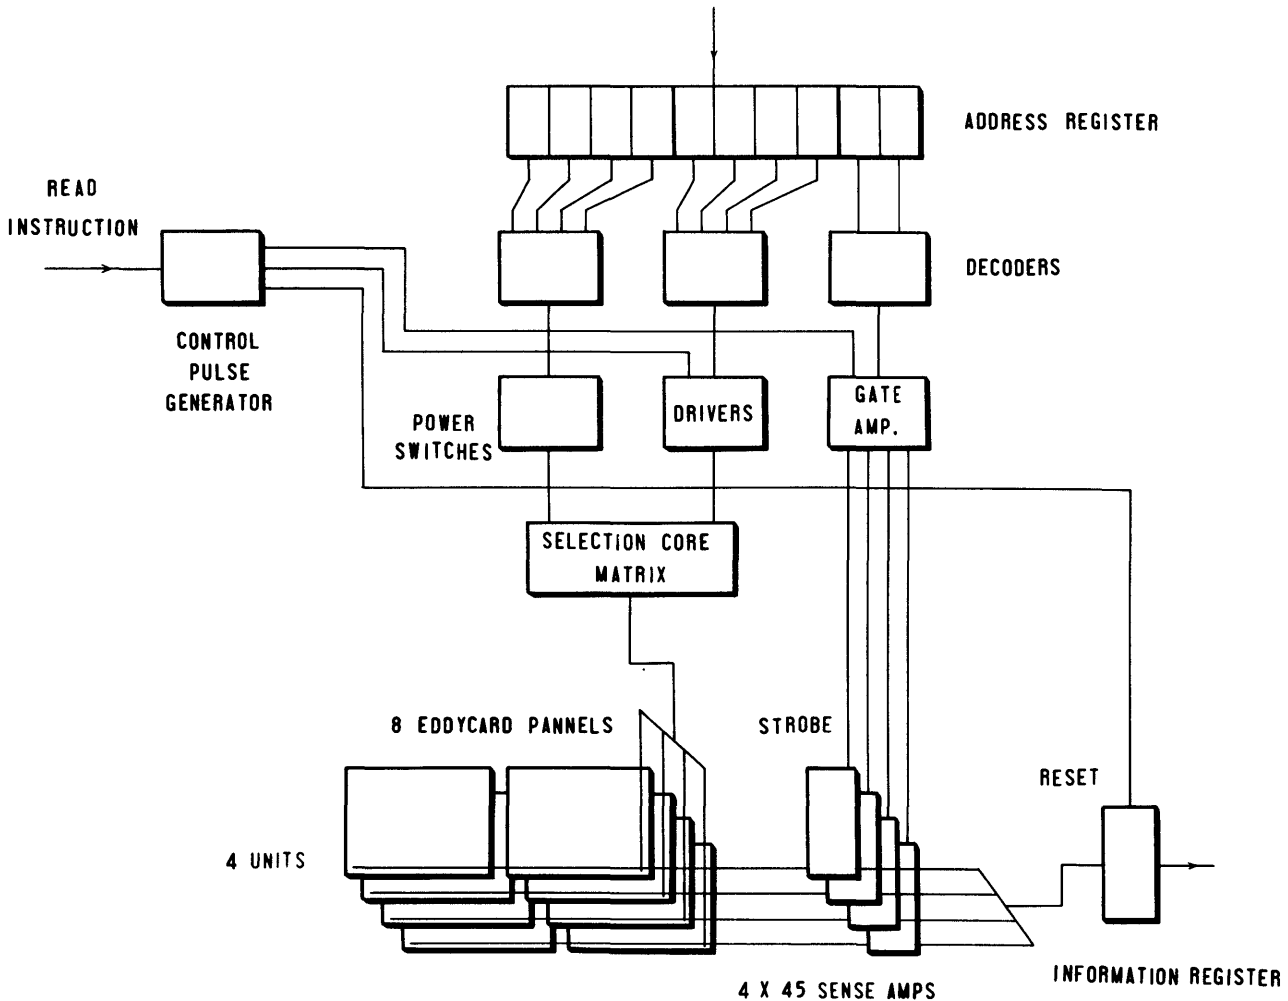 ADDRESS REGISTER
READ
INSTRUCTION
DECODERS
CONTROL
PULSE
GENERATOR
POWER
SWITCHES
DRIVERS
GATE
AMP.
SELECTION CORE
MATRIX
8 EDDYCARD PANNELS
STROBE
RESET
4 UNITS
INFORMATION REGISTER
4 X 45 SENSE AMPS